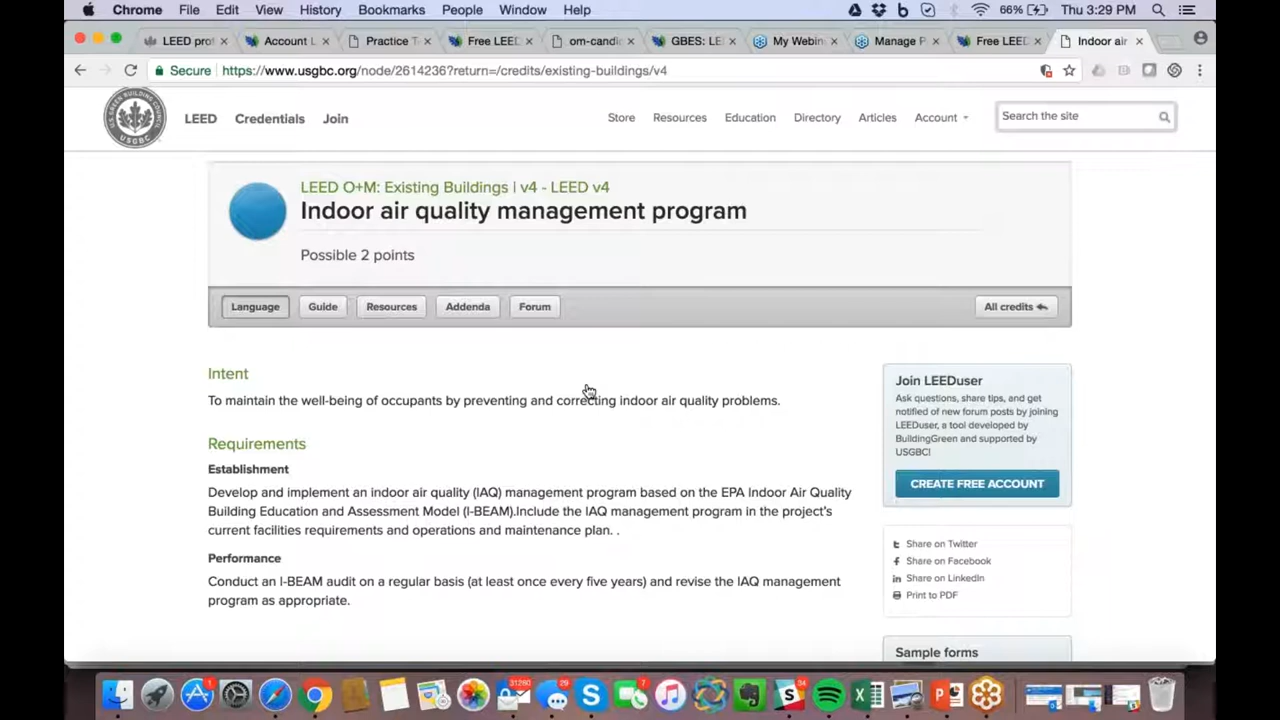 Chrome File Edit View History Bookmarks People Window Help 66% Thu 3:29 PM
LEED pro Account L Practice T Free LEED om-candi GBES: LE My Webin Manage P Free LEED Indoor air
Secure https://www.usgbc.org/node/2614236?return=/credits/existing-buildings/v4
LEED Credentials Join Store Resources Education Directory Articles Account Search the site
USGBC
LEED O+M: Existing Buildings | v4 - LEED v4
Indoor air quality management program
Possible 2 points
Language Guide Resources Addenda Forum All credits
Intent
To maintain the well-being of occupants by preventing and correcting indoor air quality problems.
Requirements
Establishment
Develop and implement an indoor air quality (IAQ) management program based on the EPA Indoor Air Quality
Building Education and Assessment Model (I-BEAM).Include the IAQ management program in the project's
current facilities requirements and operations and maintenance plan. .
Performance
Conduct an I-BEAM audit on a regular basis (at least once every five years) and revise the IAQ management
program as appropriate.
Join LEEDuser
Ask questions, share tips, and get
notified of new forum posts by joining
LEEDuser, a tool developed by
BuildingGreen and supported by
USGBC!
CREATE FREE ACCOUNT
Share on Twitter
Share on Facebook
Share on LinkedIn
Print to PDF
Sample forms